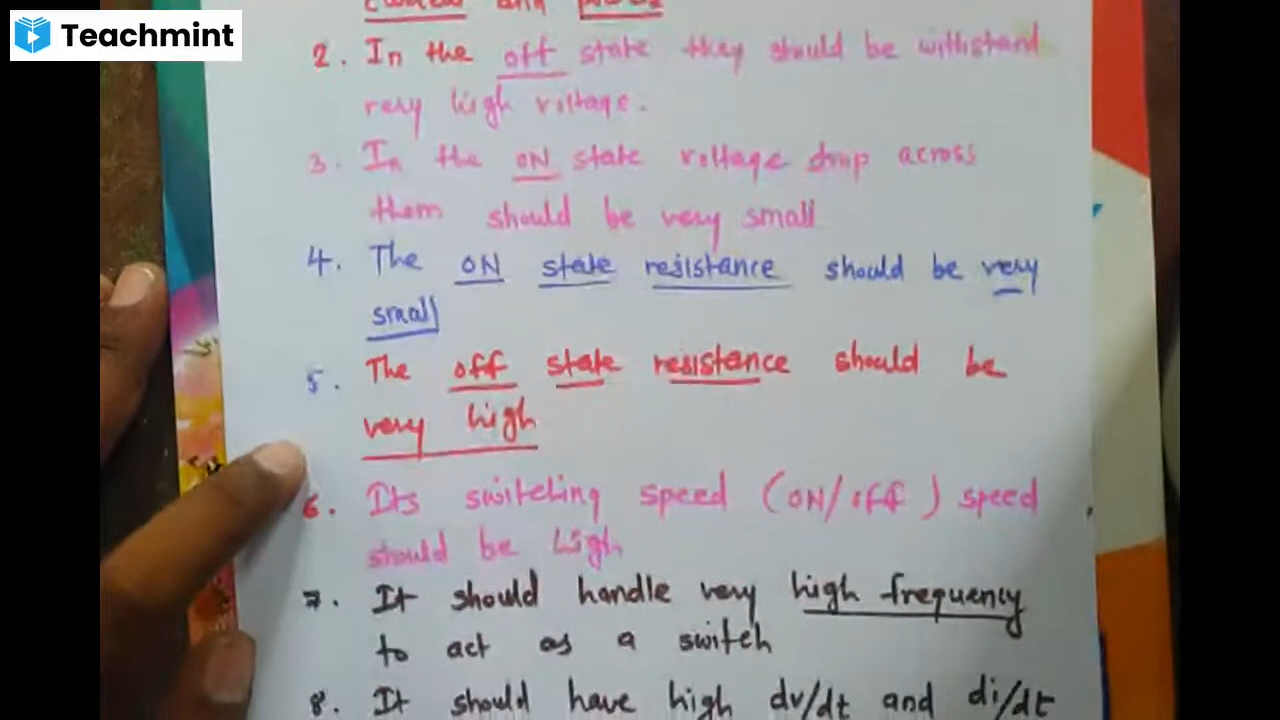 Teachmint
and
2. In the off state they should be withstand
very high voltage.
3. In the ON state voltage drop across
them should be very small
4. The ON state resistance should be very
small
5. The off state resistance should be
very high
6. Its switching speed (ON/off) speed
should be high
7. It should handle very high frequency
to act as a switch
8. It should have high dv/dt and di/dt